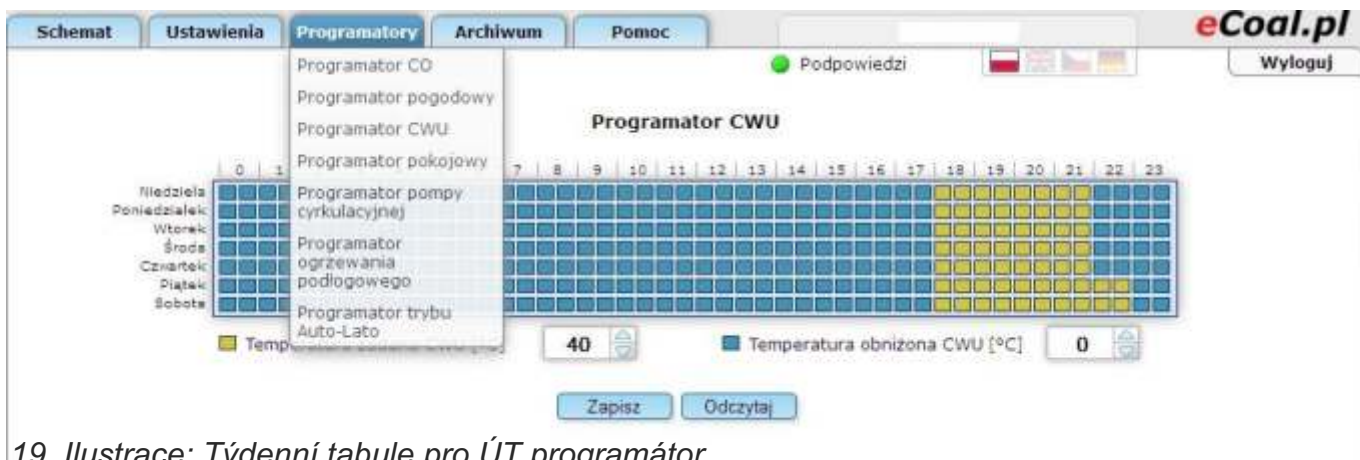 Schemat Ustawienia Programatory Archiwum Pomoc eCoal.pl
Podpowiedzi Wyloguj
Programator CO
Programator pogodowy
Programator CWU
Programator pokojowy
Programator pompy
cyrkulacyjnej
Programator
ogrzewania
podłogowego
Programator trybu
Auto-Lato
Programator CWU
0 1 7 8 9 10 11 12 13 14 15 16 17 18 19 20 21 22 23
Niedziela
Poniedziałek
Wtorek
Środa
Czwartek
Piątek
Sobota
40 Temperatura obniżona CWU [°C] 0
Zapisz Odczytaj
19. Ilustrace: Týdenní tabule pro ÚT programátor